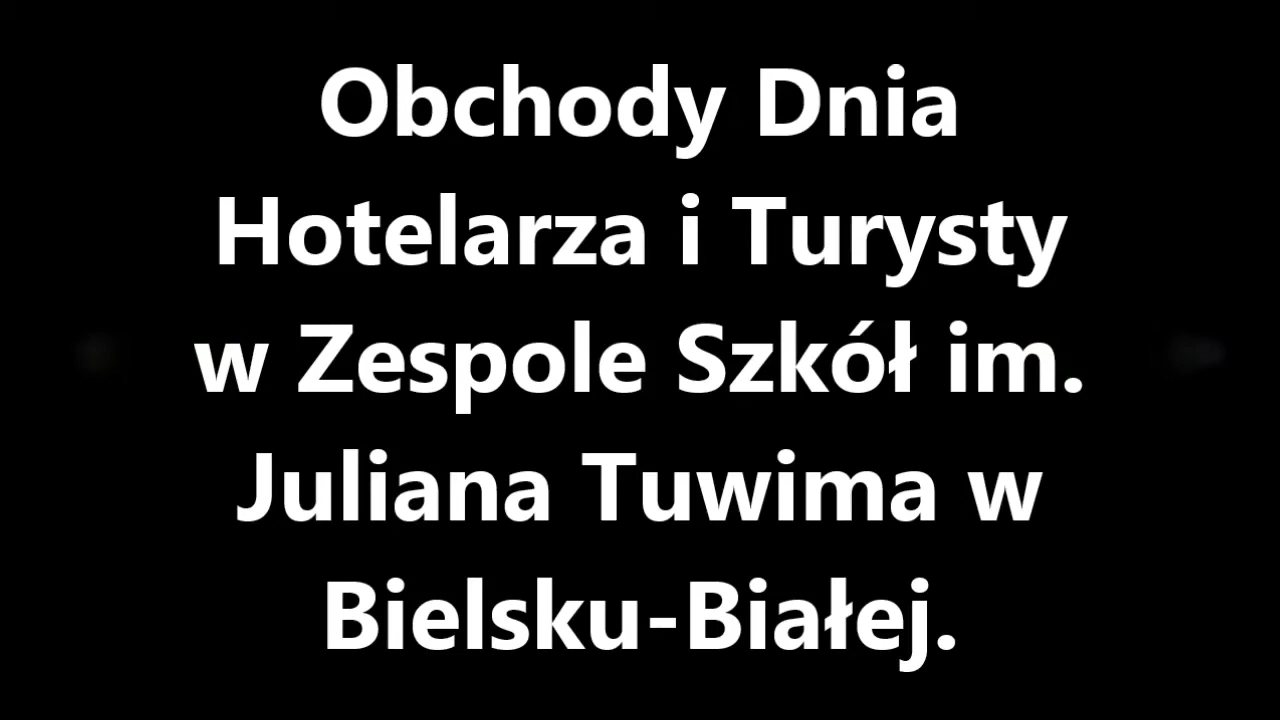 Obchody Dnia
Hotelarza i Turysty
w Zespole Szkół im.
Juliana Tuwima w
Bielsku-Białej.